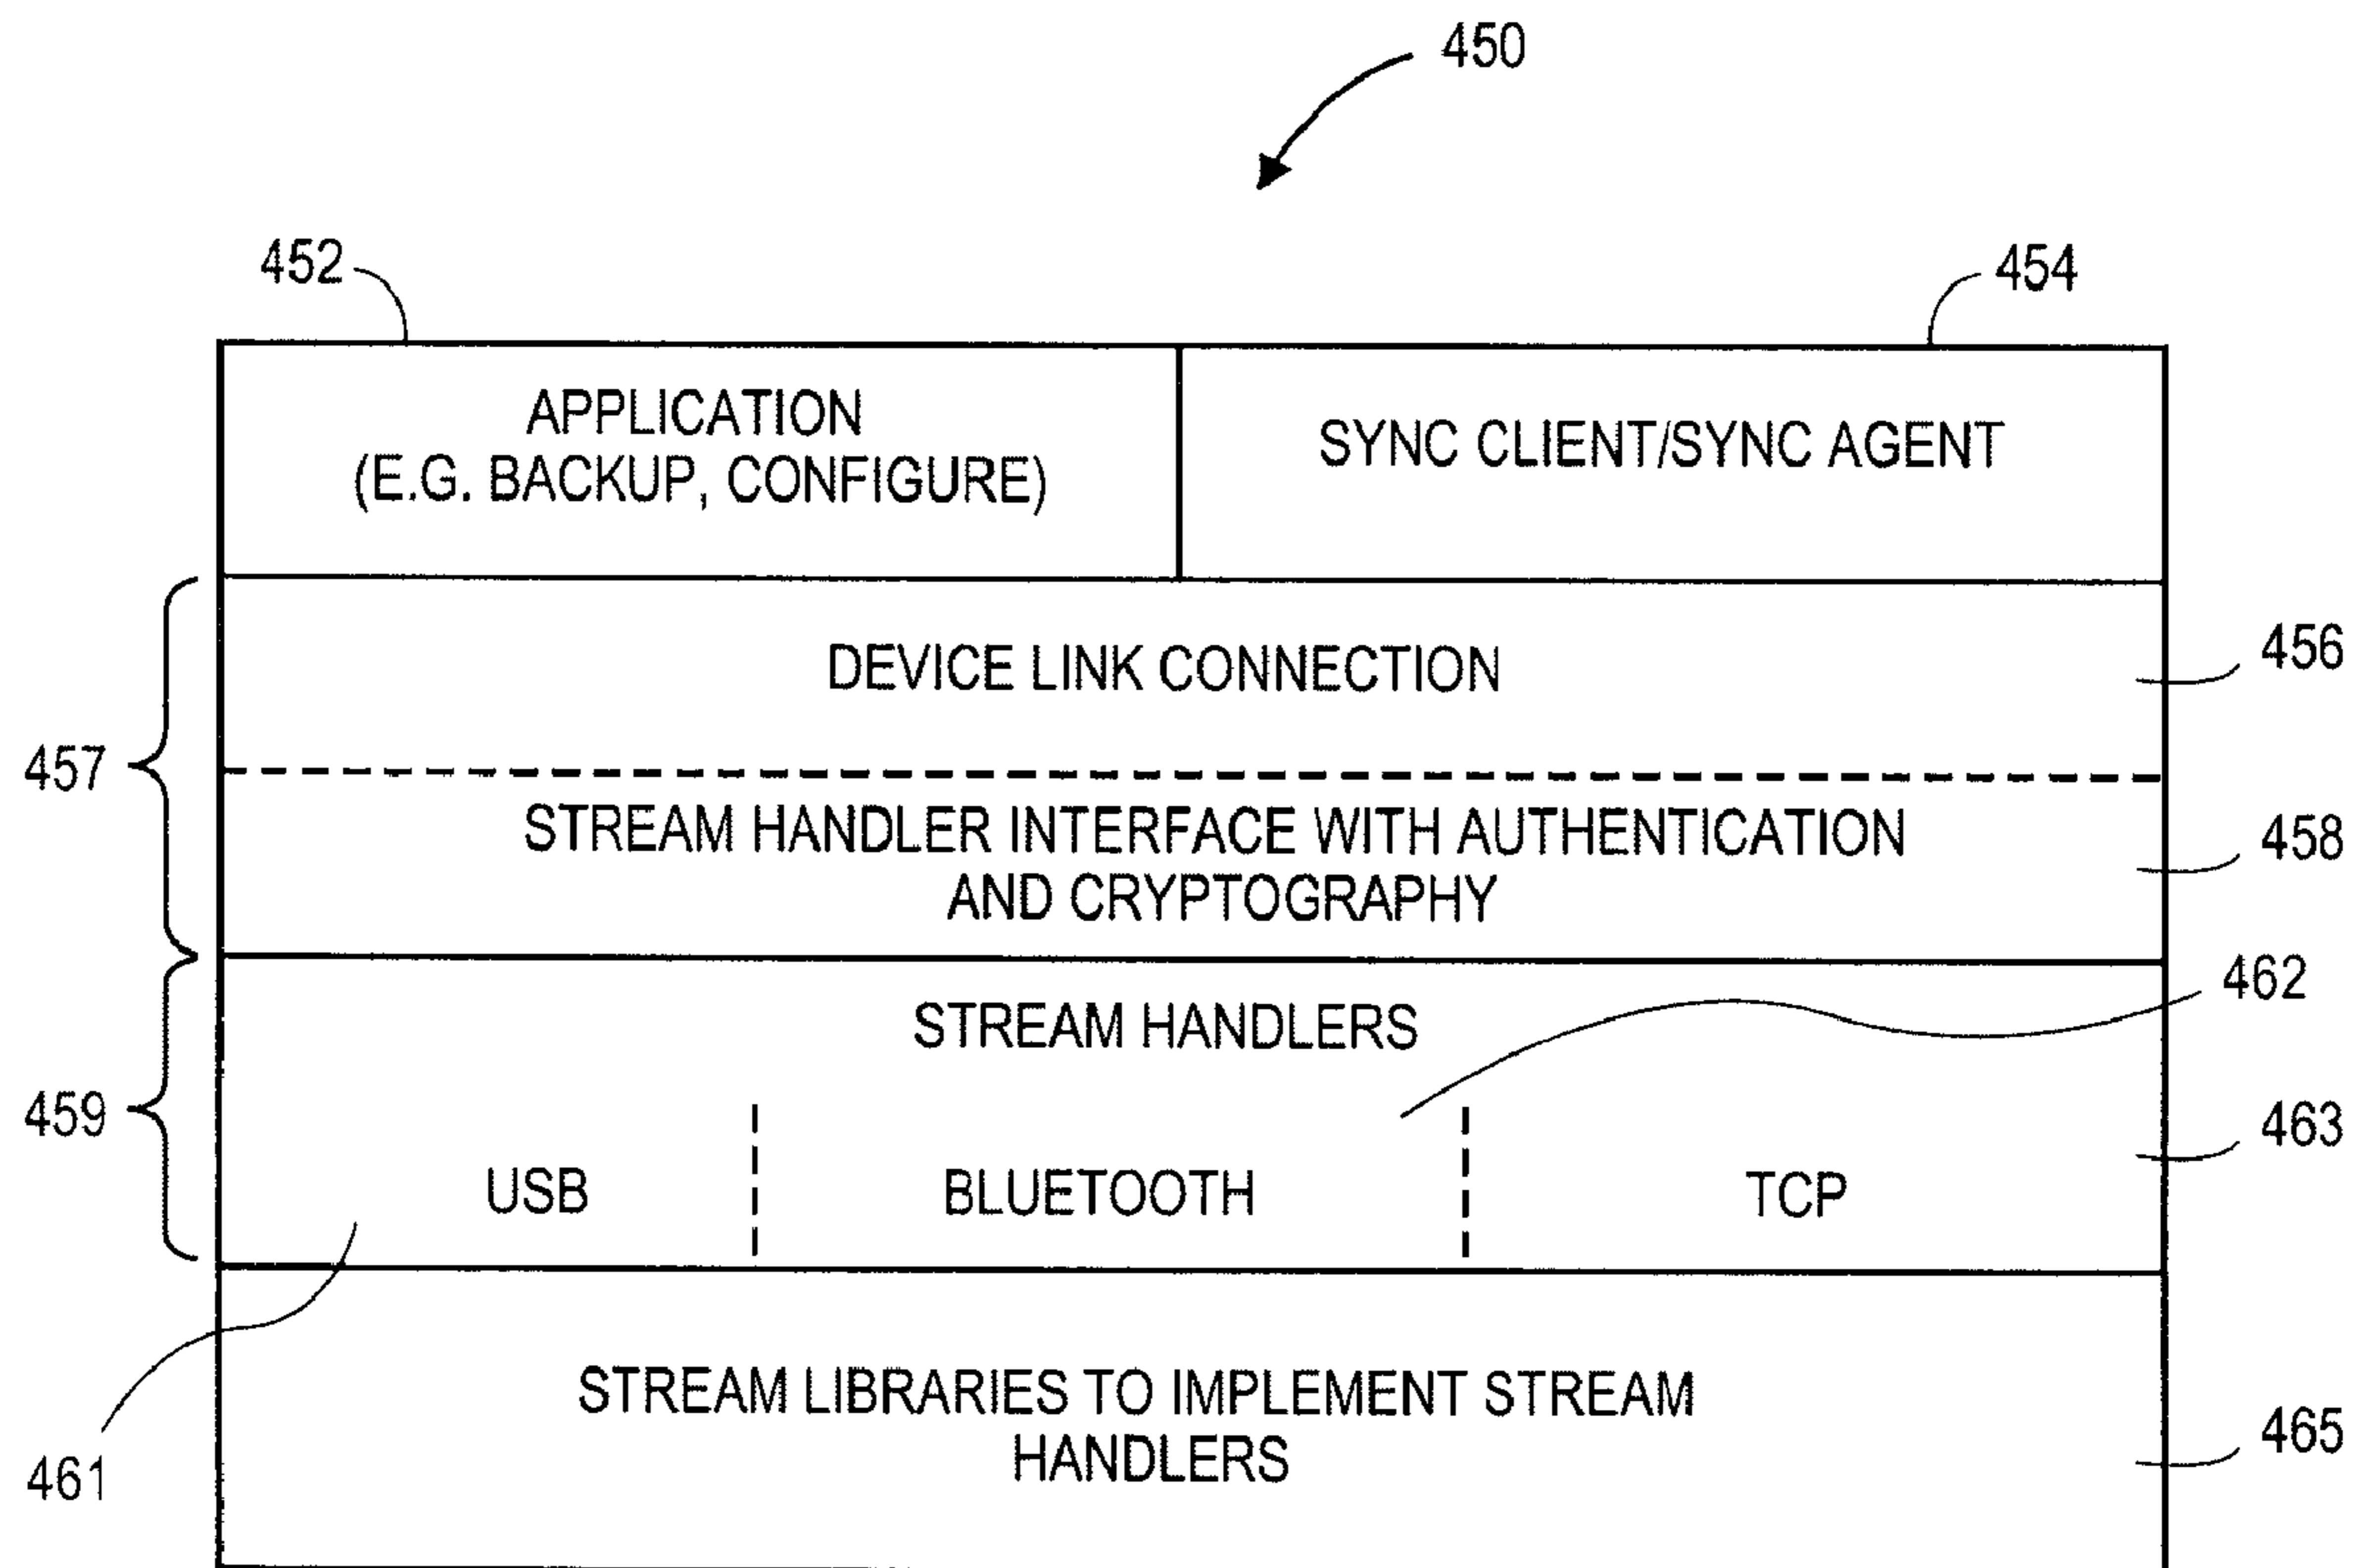 450
452
454
APPLICATION
(E.G. BACKUP, CONFIGURE)
SYNC CLIENT/SYNC AGENT
DEVICE LINK CONNECTION
456
457
STREAM HANDLER INTERFACE WITH AUTHENTICATION
AND CRYPTOGRAPHY
458
462
STREAM HANDLERS
459
463
USB
BLUETOOTH
TCP
STREAM LIBRARIES TO IMPLEMENT STREAM
HANDLERS
465
461